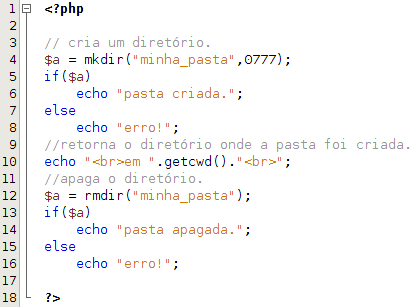 1 <?php
2
3 // cria um diretório.
4 $a = mkdir("minha_pasta",0777);
5 if($a)
6 echo "pasta criada.";
7 else
8 echo "erro!";
9 //retorna o diretório onde a pasta foi criada.
10 echo "<br>em ".getcwd()."<br>";
11 //apaga o diretório.
12 $a = rmdir("minha_pasta");
13 if($a)
14 echo "pasta apagada.";
15 else
16 echo "erro!";
17
18 ?>